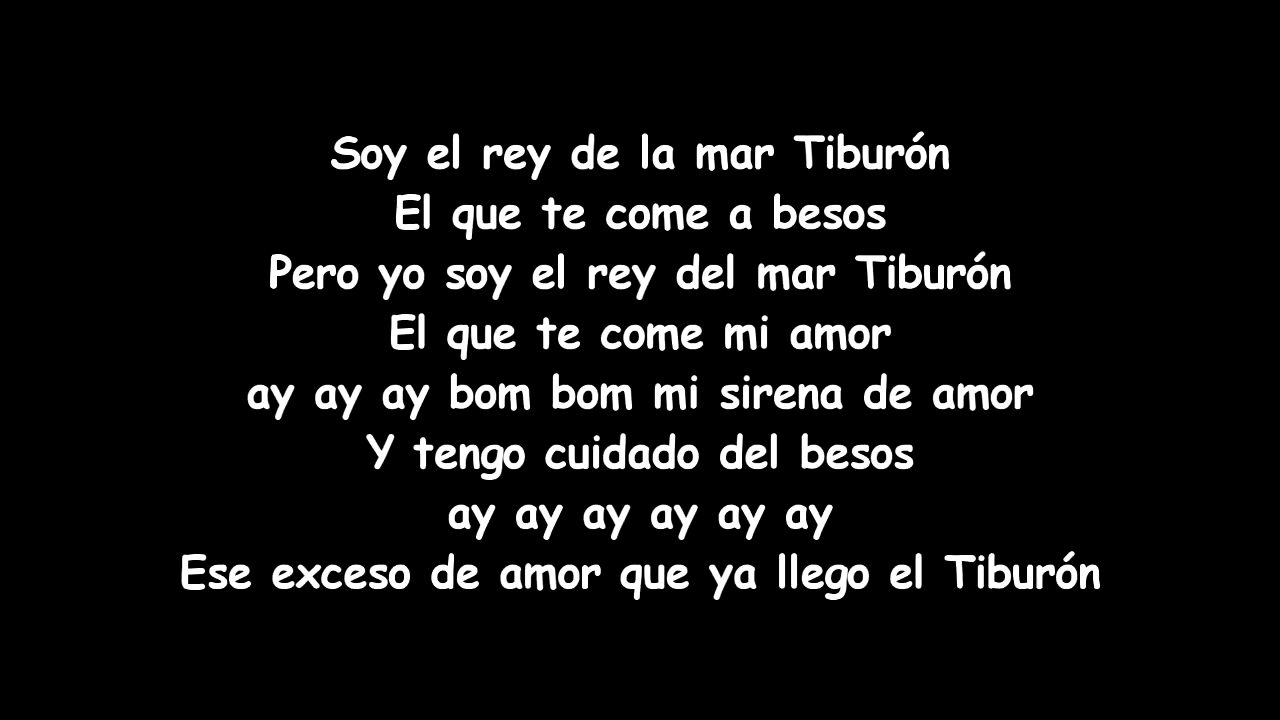 Soy el rey de la mar Tiburón
El que te come a besos
Pero yo soy el rey del mar Tiburón
El que te come mi amor
ay ay ay bom bom mi sirena de amor
Y tengo cuidado del besos
ay ay ay ay ay ay
Ese exceso de amor que ya llego el Tiburón